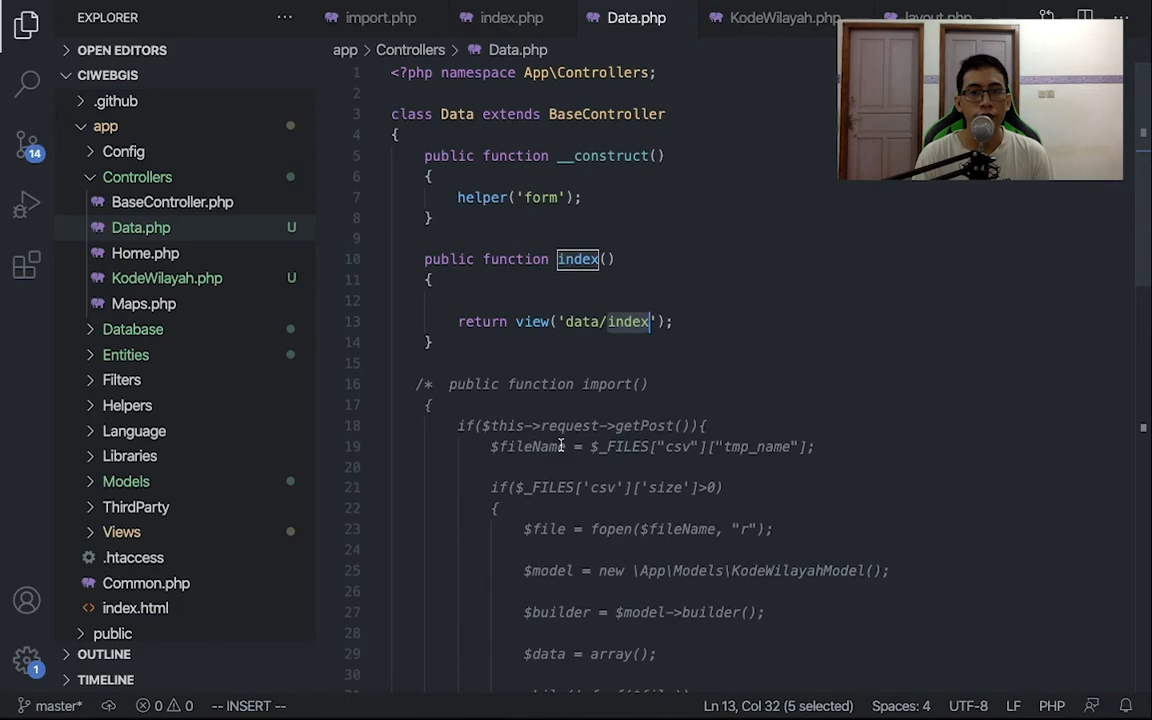 EXPLORER
OPEN EDITORS
CIWEBGIS
.github
app
Config
Controllers
BaseController.php
Data.php U
Home.php
KodeWilayah.php U
Maps.php
Database
Entities
Filters
Helpers
Language
Libraries
Models
ThirdParty
Views
.htaccess
Common.php
index.html
public
OUTLINE
TIMELINE
14
1
import.php index.php Data.php KodeWilayah.php layout.php
app > Controllers > Data.php
1 <?php namespace App\Controllers;
2
3 class Data extends BaseController
4 {
5 public function __construct()
6 {
7 helper('form');
8 }
9
10 public function index()
11 {
12
13 return view('data/index');
14 }
15
16 /* public function import()
17 {
18 if($this->request->getPost()){
19 $fileName = $_FILES["csv"]["tmp_name"];
20
21 if($_FILES['csv']['size']>0)
22 {
23 $file = fopen($fileName, "r");
24
25 $model = new \App\Models\KodeWilayahModel();
26
27 $builder = $model->builder();
28
29 $data = array();
30
master* 0 0 -- INSERT -- Ln 13, Col 32 (5 selected) Spaces: 4 UTF-8 LF PHP